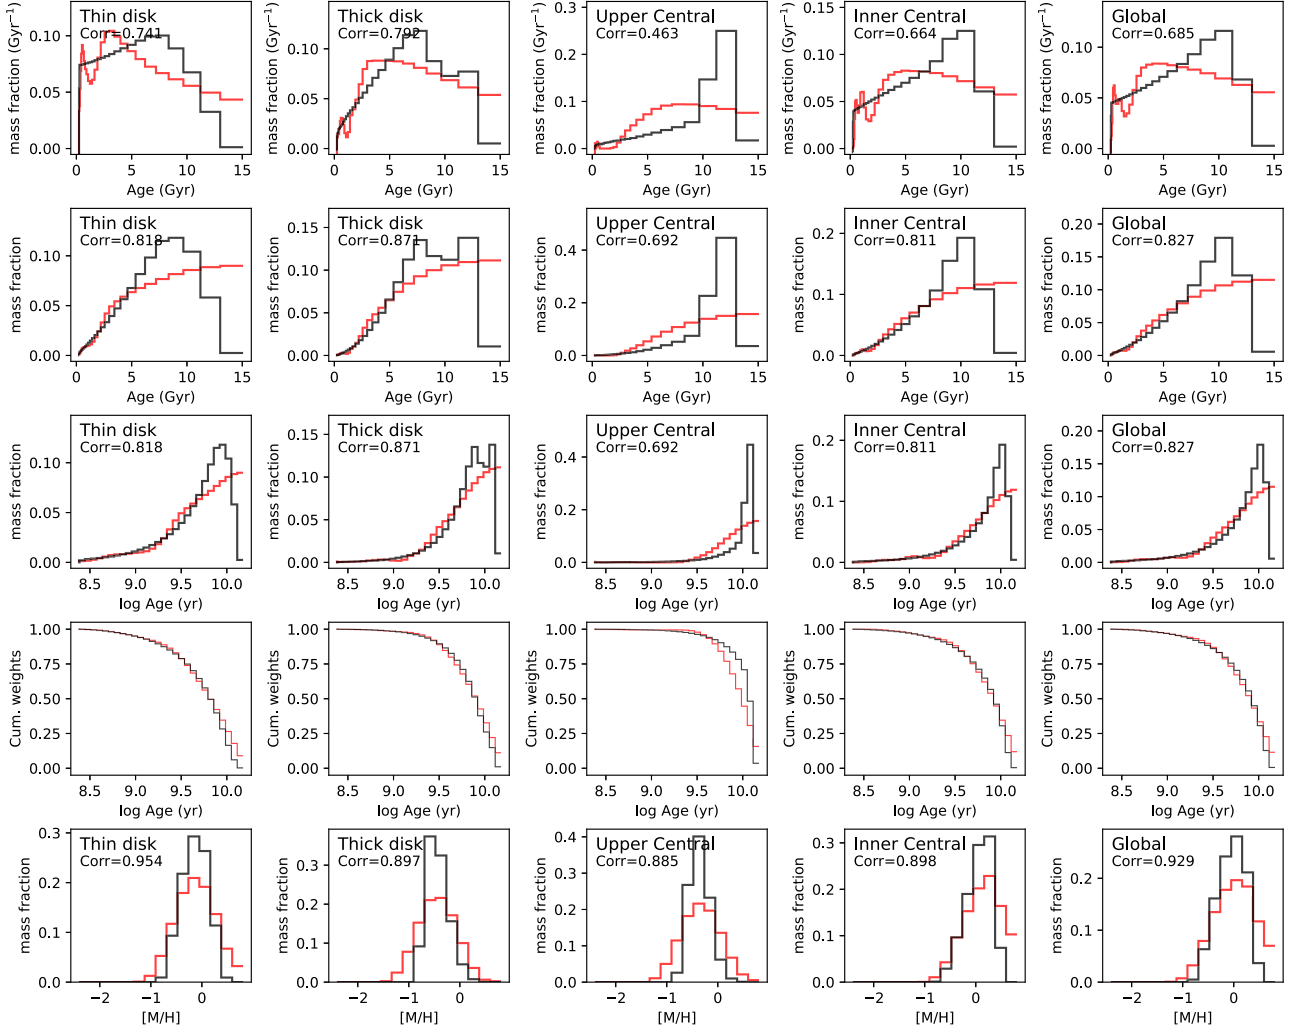 Thin disk
Corr=0.741
mass fraction (Gyr⁻¹)
0.10
0.05
0.00
0 5 10 15
Age (Gyr)
Thick disk
Corr=0.792
mass fraction (Gyr⁻¹)
0.10
0.05
0.00
0 5 10 15
Age (Gyr)
Upper Central
Corr=0.463
mass fraction (Gyr⁻¹)
0.3
0.2
0.1
0.0
0 5 10 15
Age (Gyr)
Inner Central
Corr=0.664
mass fraction (Gyr⁻¹)
0.10
0.05
0.00
0 5 10 15
Age (Gyr)
Global
Corr=0.685
mass fraction (Gyr⁻¹)
0.10
0.05
0.00
0 5 10 15
Age (Gyr)
Thin disk
Corr=0.818
mass fraction
0.10
0.05
0.00
0 5 10 15
Age (Gyr)
Thick disk
Corr=0.871
mass fraction
0.15
0.10
0.05
0.00
0 5 10 15
Age (Gyr)
Upper Central
Corr=0.692
mass fraction
0.4
0.2
0.0
0 5 10 15
Age (Gyr)
Inner Central
Corr=0.811
mass fraction
0.2
0.1
0.0
0 5 10 15
Age (Gyr)
Global
Corr=0.827
mass fraction
0.20
0.15
0.10
0.05
0.00
0 5 10 15
Age (Gyr)
Thin disk
Corr=0.818
mass fraction
0.10
0.05
0.00
8.5 9.0 9.5 10.0
log Age (yr)
Thick disk
Corr=0.871
mass fraction
0.15
0.10
0.05
0.00
8.5 9.0 9.5 10.0
log Age (yr)
Upper Central
Corr=0.692
mass fraction
0.4
0.3
0.2
0.1
0.0
8.5 9.0 9.5 10.0
log Age (yr)
Inner Central
Corr=0.811
mass fraction
0.2
0.1
0.0
8.5 9.0 9.5 10.0
log Age (yr)
Global
Corr=0.827
mass fraction
0.20
0.15
0.10
0.05
0.00
8.5 9.0 9.5 10.0
log Age (yr)
Cum. weights
1.00
0.75
0.50
0.25
0.00
8.5 9.0 9.5 10.0
log Age (yr)
Cum. weights
1.00
0.75
0.50
0.25
0.00
8.5 9.0 9.5 10.0
log Age (yr)
Cum. weights
1.00
0.75
0.50
0.25
0.00
8.5 9.0 9.5 10.0
log Age (yr)
Cum. weights
1.00
0.75
0.50
0.25
0.00
8.5 9.0 9.5 10.0
log Age (yr)
Cum. weights
1.00
0.75
0.50
0.25
0.00
8.5 9.0 9.5 10.0
log Age (yr)
Thin disk
Corr=0.954
mass fraction
0.3
0.2
0.1
0.0
−2 −1 0
[M/H]
Thick disk
Corr=0.897
mass fraction
0.3
0.2
0.1
0.0
−2 −1 0
[M/H]
Upper Central
Corr=0.885
mass fraction
0.4
0.3
0.2
0.1
0.0
−2 −1 0
[M/H]
Inner Central
Corr=0.898
mass fraction
0.3
0.2
0.1
0.0
−2 −1 0
[M/H]
Global
Corr=0.929
mass fraction
0.2
0.1
0.0
−2 −1 0
[M/H]